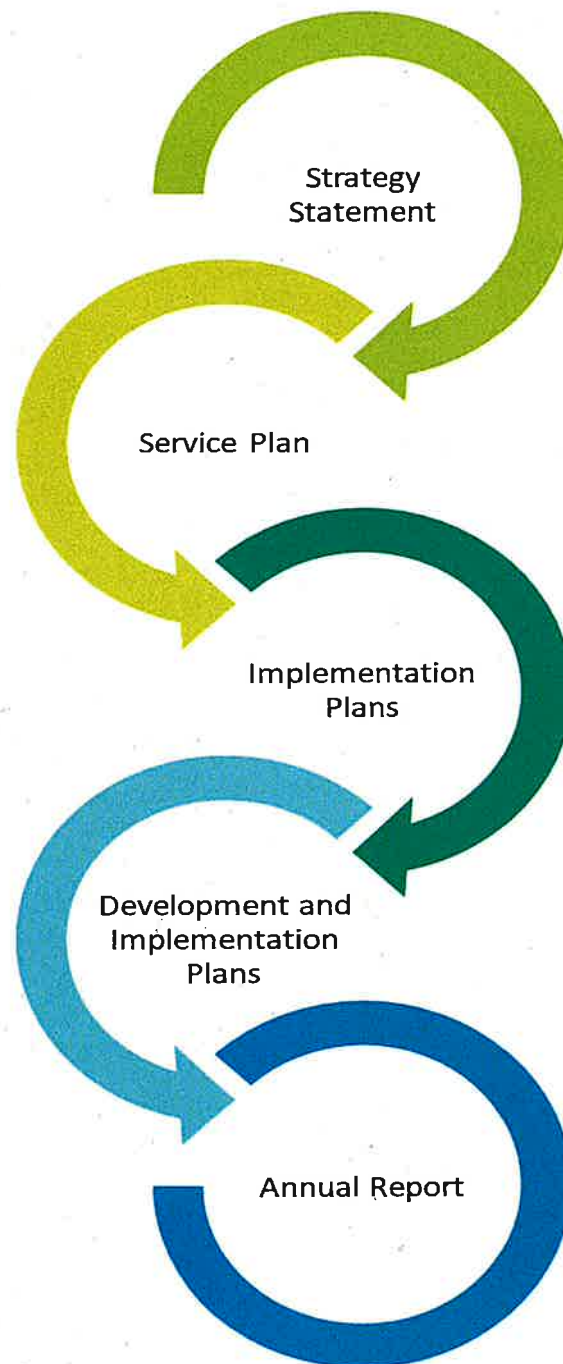 Strategy
Statement
Service Plan
Implementation
Plans
Development and
Implementation
Plans
Annual Report